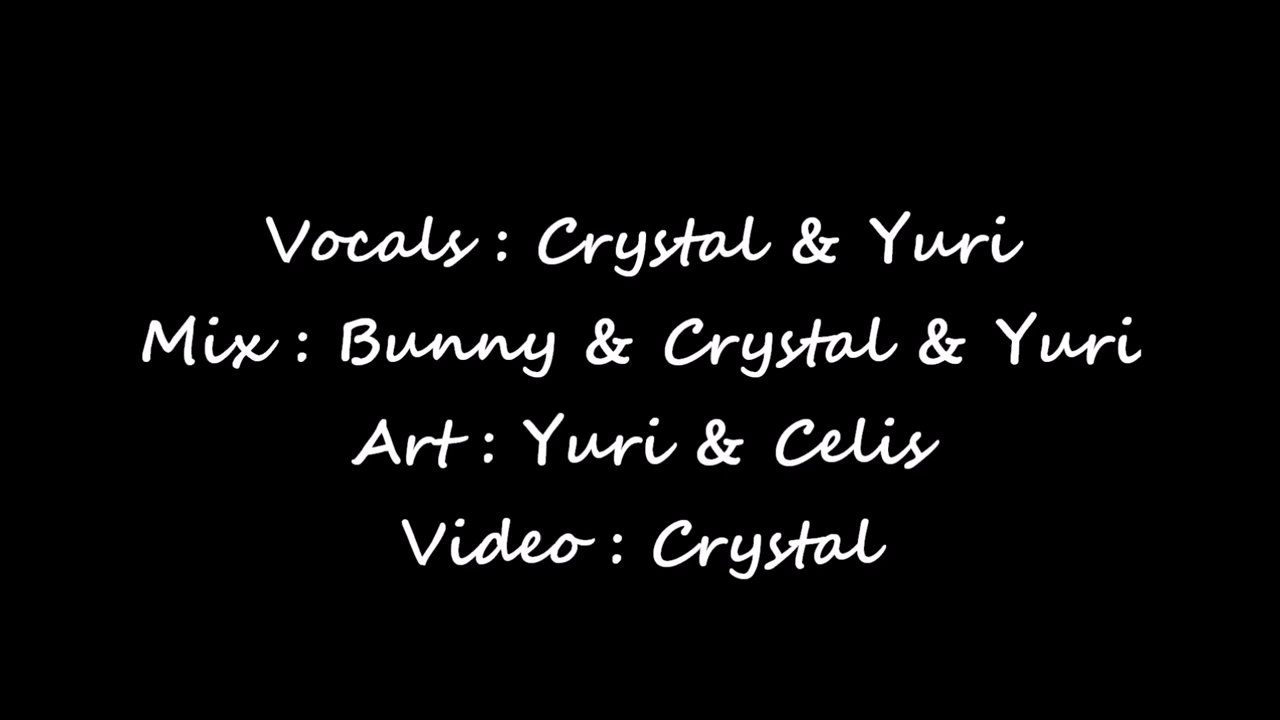 Vocals : Crystal & Yuri
Mix : Bunny & Crystal & Yuri
Art : Yuri & Celis
Video : Crystal